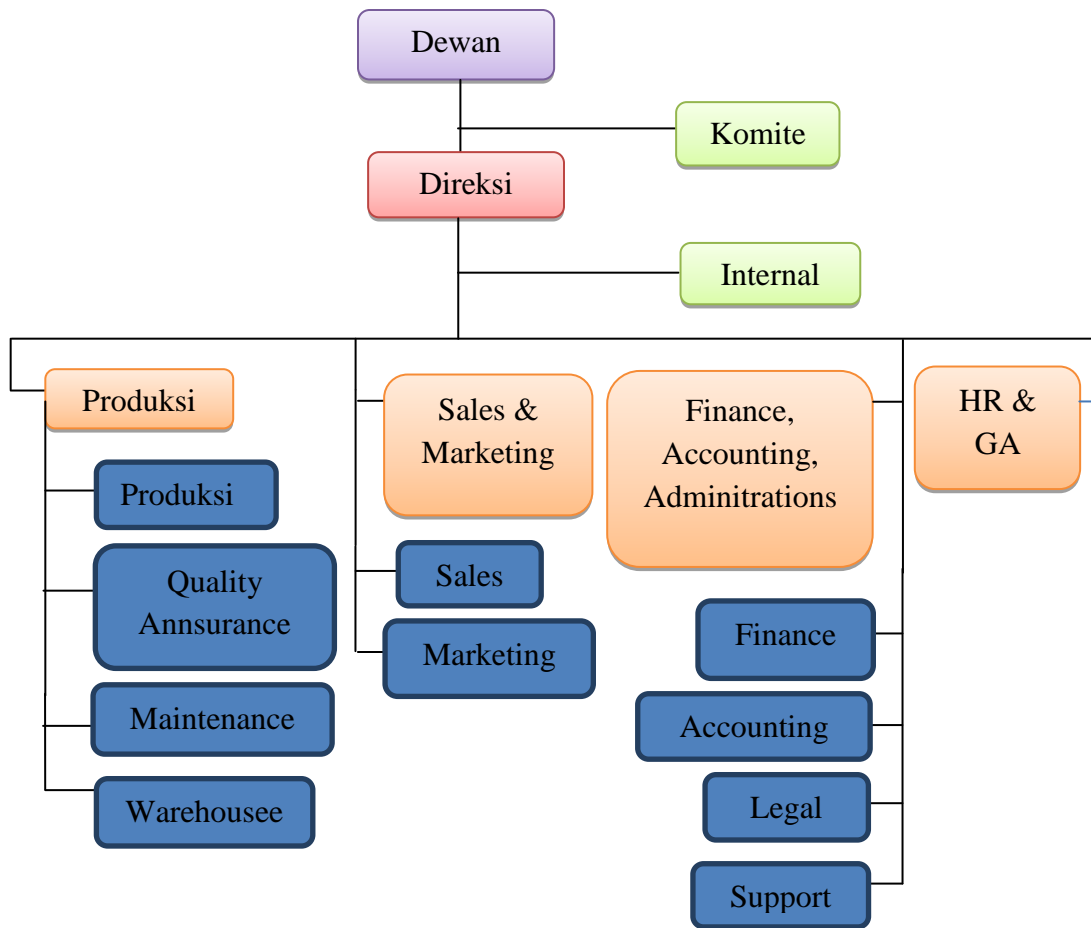 Dewan
Komite
Direksi
Internal
Produksi
Sales &
Marketing
Finance,
Accounting,
Adminitrations
HR &
GA
Produksi
Quality
Annsurance
Maintenance
Warehousee
Sales
Marketing
Finance
Accounting
Legal
Support